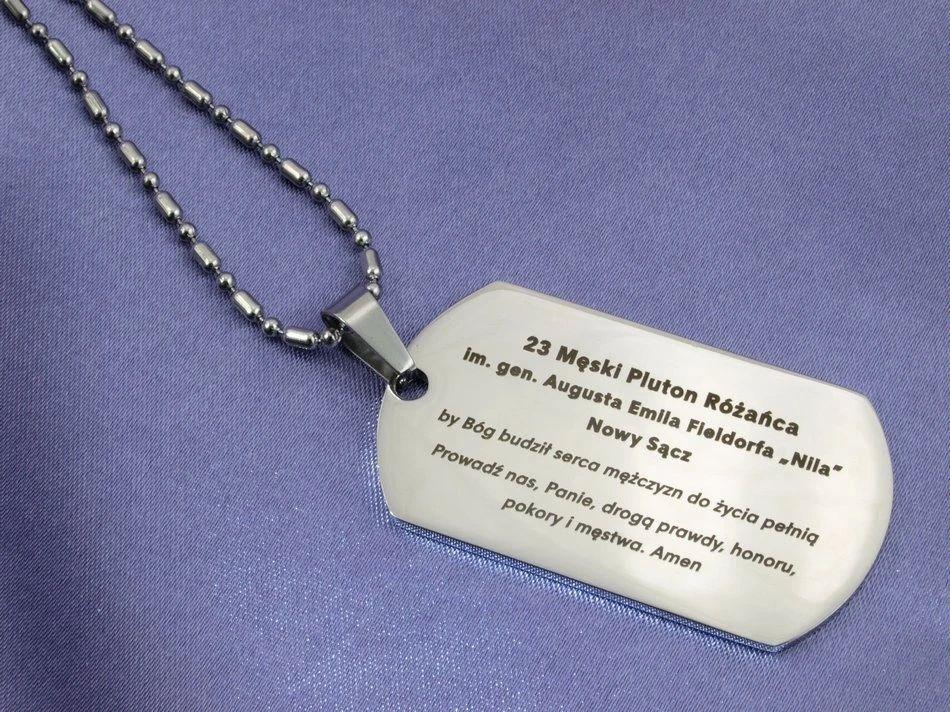 23 Męski Pluton Różańca
im. gen. Augusta Emila Fieldorfa „Nila”
Nowy Sącz
by Bóg budził serca mężczyzn do życia pełnią
Prowadź nas, Panie, drogą prawdy, honoru,
pokory i męstwa. Amen